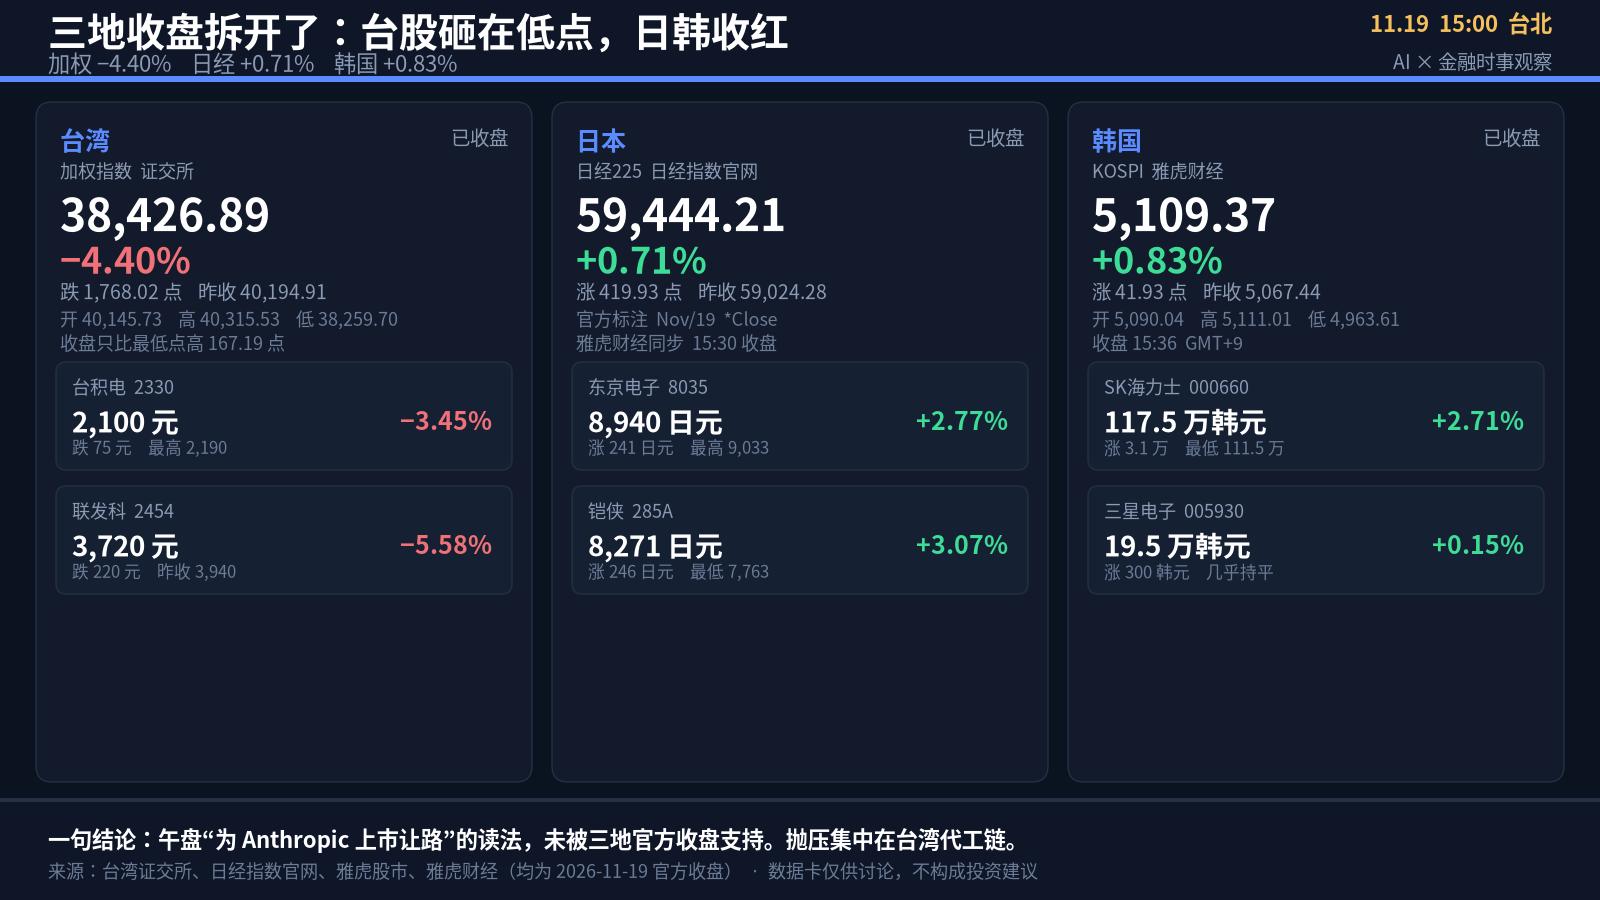 三地收盘拆开了：台股砸在低点，日韩收红
加权 −4.40%　日经 +0.71%　韩国 +0.83%
11.19 15:00 台北
AI × 金融时事观察
台湾
已收盘
加权指数 证交所
38,426.89
−4.40%
跌 1,768.02 点　昨收 40,194.91
开 40,145.73　高 40,315.53　低 38,259.70
收盘只比最低点高 167.19 点
台积电 2330
2,100 元
−3.45%
跌 75 元　最高 2,190
联发科 2454
3,720 元
−5.58%
跌 220 元　昨收 3,940
日本
已收盘
日经225 日经指数官网
59,444.21
+0.71%
涨 419.93 点　昨收 59,024.28
官方标注 Nov/19 *Close
雅虎财经同步 15:30 收盘
东京电子 8035
8,940 日元
+2.77%
涨 241 日元　最高 9,033
铠侠 285A
8,271 日元
+3.07%
涨 246 日元　最低 7,763
韩国
已收盘
KOSPI 雅虎财经
5,109.37
+0.83%
涨 41.93 点　昨收 5,067.44
开 5,090.04　高 5,111.01　低 4,963.61
收盘 15:36 GMT+9
SK海力士 000660
117.5 万韩元
+2.71%
涨 3.1 万　最低 111.5 万
三星电子 005930
19.5 万韩元
+0.15%
涨 300 韩元　几乎持平
一句结论：午盘“为 Anthropic 上市让路”的读法，未被三地官方收盘支持。抛压集中在台湾代工链。
来源：台湾证交所、日经指数官网、雅虎股市、雅虎财经（均为 2026-11-19 官方收盘） · 数据卡仅供讨论，不构成投资建议